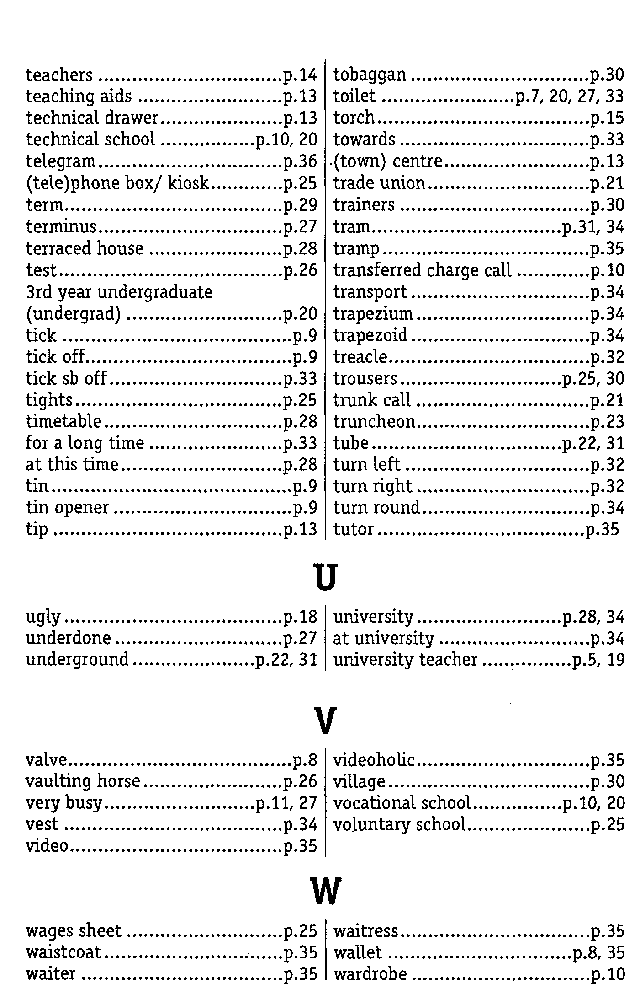 teachers ................................p.14
teaching aids .........................p.13
technical drawer.....................p.13
technical school ................p.10, 20
telegram................................p.36
(tele)phone box/ kiosk............p.25
term......................................p.29
terminus................................p.27
terraced house .......................p.28
test.......................................p.26
3rd year undergraduate
(undergrad) ...........................p.20
tick ........................................p.9
tick off....................................p.9
tick sb off..............................p.33
tights....................................p.25
timetable...............................p.28
for a long time .......................p.33
at this time............................p.28
tin..........................................p.9
tin opener ...............................p.9
tip ........................................p.13
tobaggan ...............................p.30
toilet .......................p.7, 20, 27, 33
torch.....................................p.15
towards .................................p.33
(town) centre.........................p.13
trade union............................p.21
trainers .................................p.30
tram.................................p.31, 34
tramp....................................p.35
transferred charge call ............p.10
transport ...............................p.34
trapezium ..............................p.34
trapezoid ...............................p.34
treacle...................................p.32
trousers............................p.25, 30
trunk call ..............................p.21
truncheon..............................p.23
tube.................................p.22, 31
turn left ................................p.32
turn right ..............................p.32
turn round.............................p.34
tutor ....................................p.35
U
ugly ......................................p.18
underdone .............................p.27
underground .....................p.22, 31
university.........................p.28, 34
at university ..........................p.34
university teacher ...............p.5, 19
V
valve.......................................p.8
vaulting horse........................p.26
very busy..........................p.11, 27
vest ......................................p.34
video.....................................p.35
videoholic..............................p.35
village...................................p.30
vocational school...............p.10, 20
voluntary school.....................p.25
W
wages sheet ...........................p.25
waistcoat...............................p.35
waiter ...................................p.35
waitress.................................p.35
wallet ................................p.8, 35
wardrobe ...............................p.10